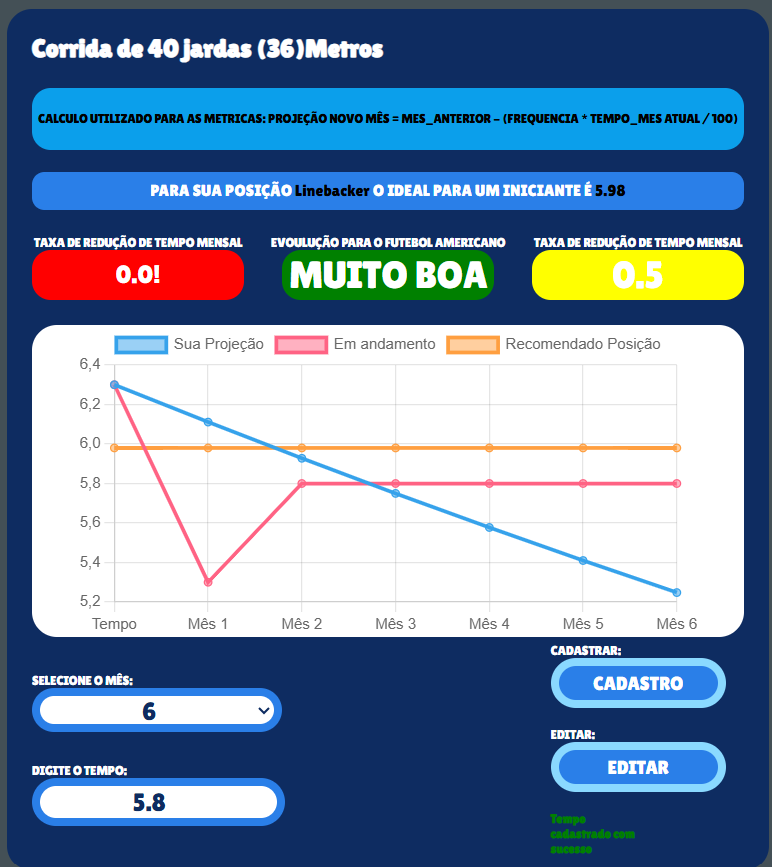 Corrida de 40 jardas (36)Metros
CALCULO UTILIZADO PARA AS METRICAS: PROJEÇÃO NOVO MÊS = MES_ANTERIOR - (FREQUENCIA * TEMPO_MES ATUAL / 100)
PARA SUA POSIÇÃO Linebacker O IDEAL PARA UM INICIANTE É 5.98
TAXA DE REDUÇÃO DE TEMPO MENSAL
0.0!
EVOULUÇÃO PARA O FUTEBOL AMERICANO
MUITO BOA
TAXA DE REDUÇÃO DE TEMPO MENSAL
0.5
Sua Projeção Em andamento Recomendado Posição
6,4
6,2
6,0
5,8
5,6
5,4
5,2
Tempo Mês 1 Mês 2 Mês 3 Mês 4 Mês 5 Mês 6
SELECIONE O MÊS:
6
DIGITE O TEMPO:
5.8
CADASTRAR:
CADASTRO
EDITAR:
EDITAR
Tempo
cadastrado com
sucesso